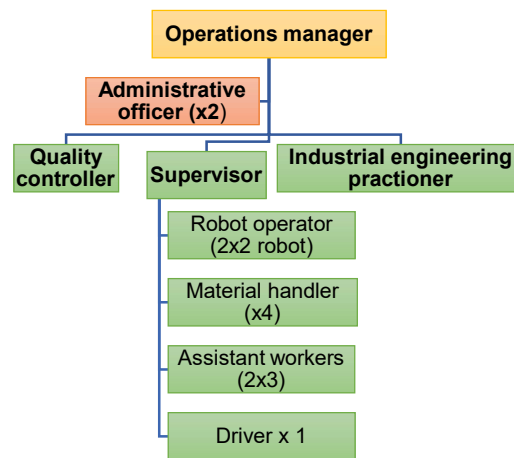 Operations manager
Administrative
officer (x2)
Quality
controller
Supervisor
Industrial engineering
practioner
Robot operator
(2x2 robot)
Material handler
(x4)
Assistant workers
(2x3)
Driver x 1